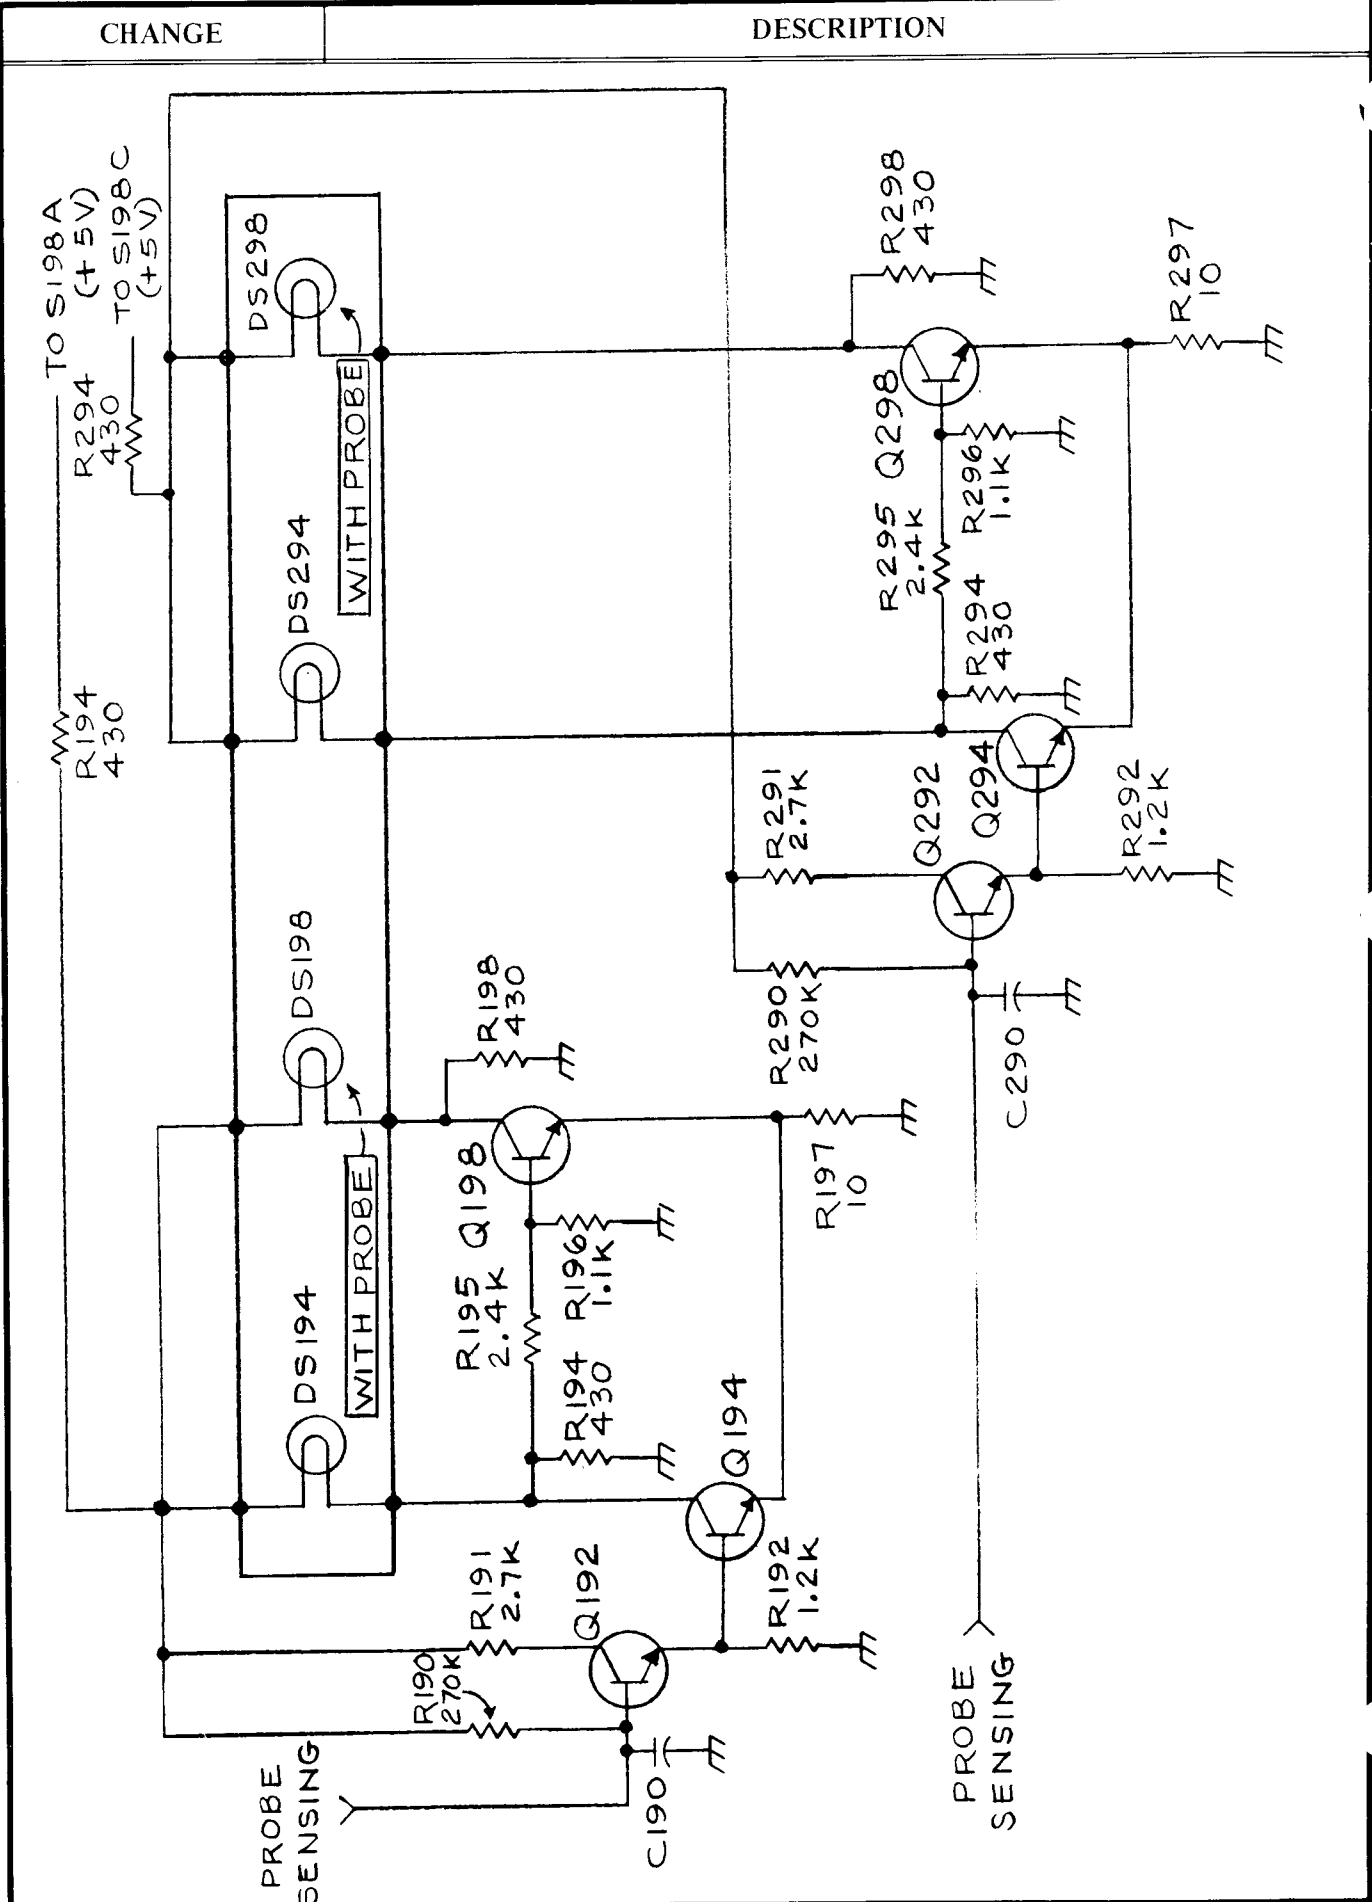 CHANGE
DESCRIPTION
TO S198A
(+5V)
TO S198C
(+5V)
R294
430
R194
430
DS298
WITH PROBE
DS294
DS198
WITH PROBE
DS194
R298
430
R297
10
Q298
R296
1.1K
R295
2.4K
R294
430
Q294
Q292
R291
2.7K
R292
1.2K
R290
270K
C290
R198
430
Q198
R197
10
R196
1.1K
R195
2.4K
R194
430
Q194
R191
2.7K
Q192
R192
1.2K
R190
270K
C190
PROBE
SENSING
PROBE
SENSING